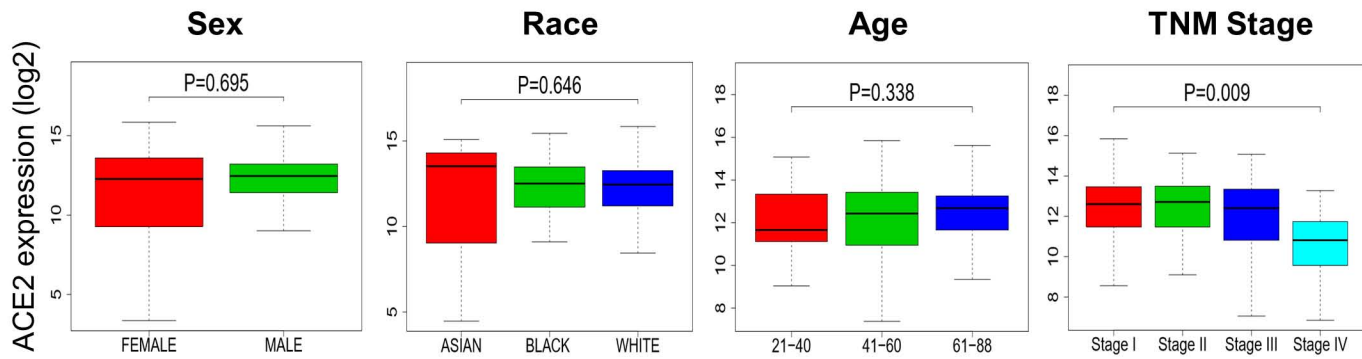 Sex
Race
Age
TNM Stage
ACE2 expression (log2)
P=0.695
15
10
5
FEMALE MALE
P=0.646
15
10
5
ASIAN BLACK WHITE
P=0.338
18
16
14
12
10
8
21-40 41-60 61-88
P=0.009
18
16
14
12
10
8
Stage I Stage II Stage III Stage IV